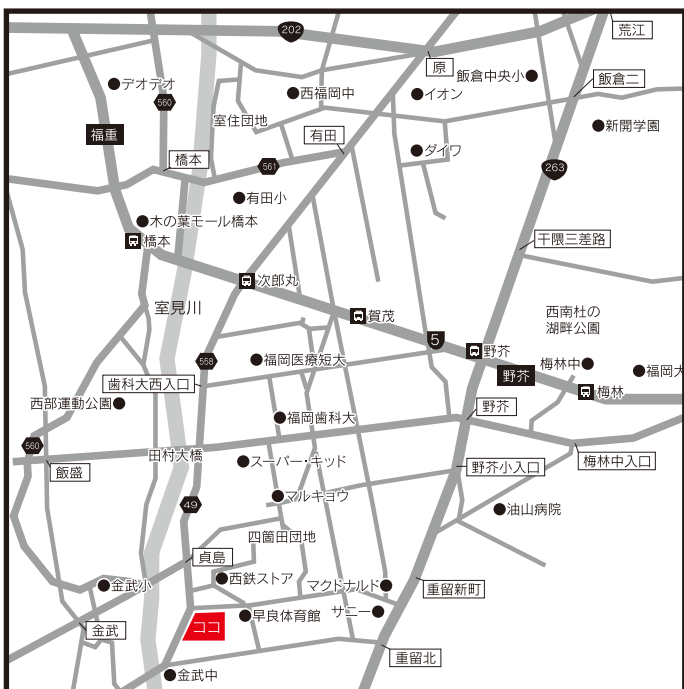 202
荒江
原
飯倉中央小
デオデオ
飯倉二
560
西福岡中
イオン
室住団地
福重
有田
新開学園
橋本
ダイワ
561
263
有田小
木の葉モール橋本
橋本
干隈三差路
次郎丸
室見川
賀茂
西南杜の
湖畔公園
5
野芥
558
福岡医療短大
梅林中
福岡大
野芥
歯科大西入口
梅林
西部運動公園
野芥
福岡歯科大
560
田村大橋
スーパー・キッド
飯盛
野芥小入口
梅林中入口
マルキョウ
49
油山病院
四箇田団地
貞島
金武小
西鉄ストア
マクドナルド
重留新町
早良体育館
サニー
金武
ココ
重留北
金武中